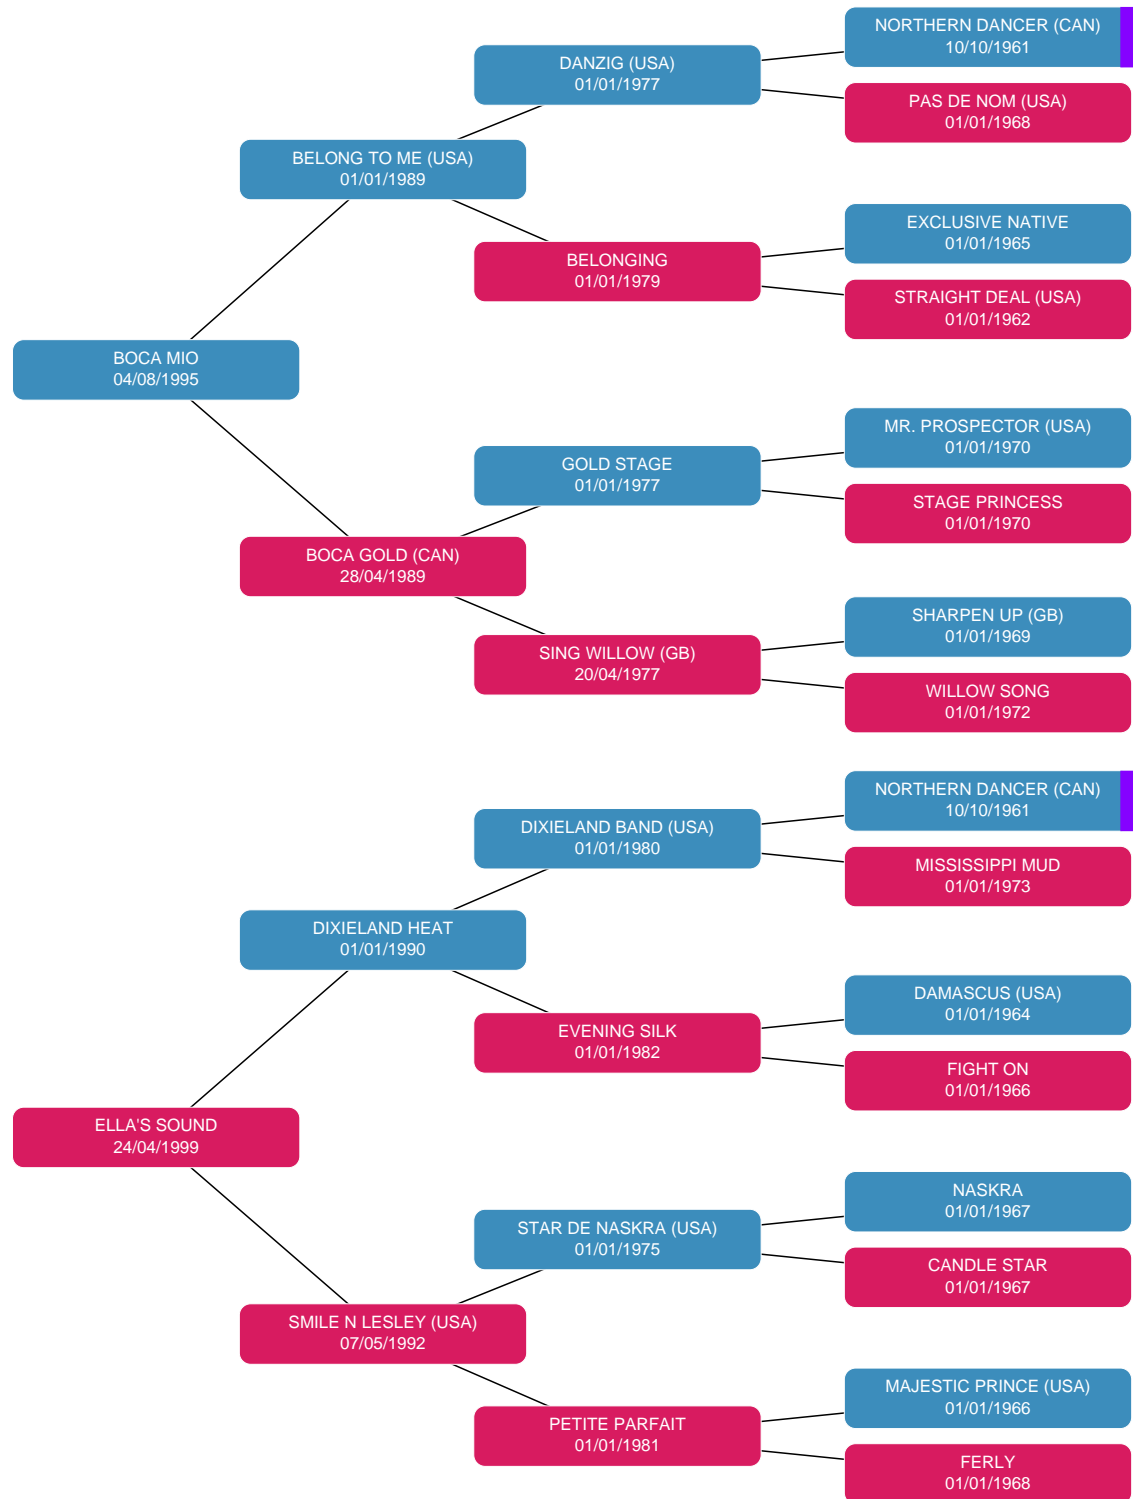 NORTHERN DANCER (CAN)
10/10/1961
DANZIG (USA)
01/01/1977
PAS DE NOM (USA)
01/01/1968
BELONG TO ME (USA)
01/01/1989
EXCLUSIVE NATIVE
01/01/1965
BELONGING
01/01/1979
STRAIGHT DEAL (USA)
01/01/1962
BOCA MIO
04/08/1995
MR. PROSPECTOR (USA)
01/01/1970
GOLD STAGE
01/01/1977
STAGE PRINCESS
01/01/1970
BOCA GOLD (CAN)
28/04/1989
SHARPEN UP (GB)
01/01/1969
SING WILLOW (GB)
20/04/1977
WILLOW SONG
01/01/1972
NORTHERN DANCER (CAN)
10/10/1961
DIXIELAND BAND (USA)
01/01/1980
MISSISSIPPI MUD
01/01/1973
DIXIELAND HEAT
01/01/1990
DAMASCUS (USA)
01/01/1964
EVENING SILK
01/01/1982
FIGHT ON
01/01/1966
ELLA'S SOUND
24/04/1999
NASKRA
01/01/1967
STAR DE NASKRA (USA)
01/01/1975
CANDLE STAR
01/01/1967
SMILE N LESLEY (USA)
07/05/1992
MAJESTIC PRINCE (USA)
01/01/1966
PETITE PARFAIT
01/01/1981
FERLY
01/01/1968